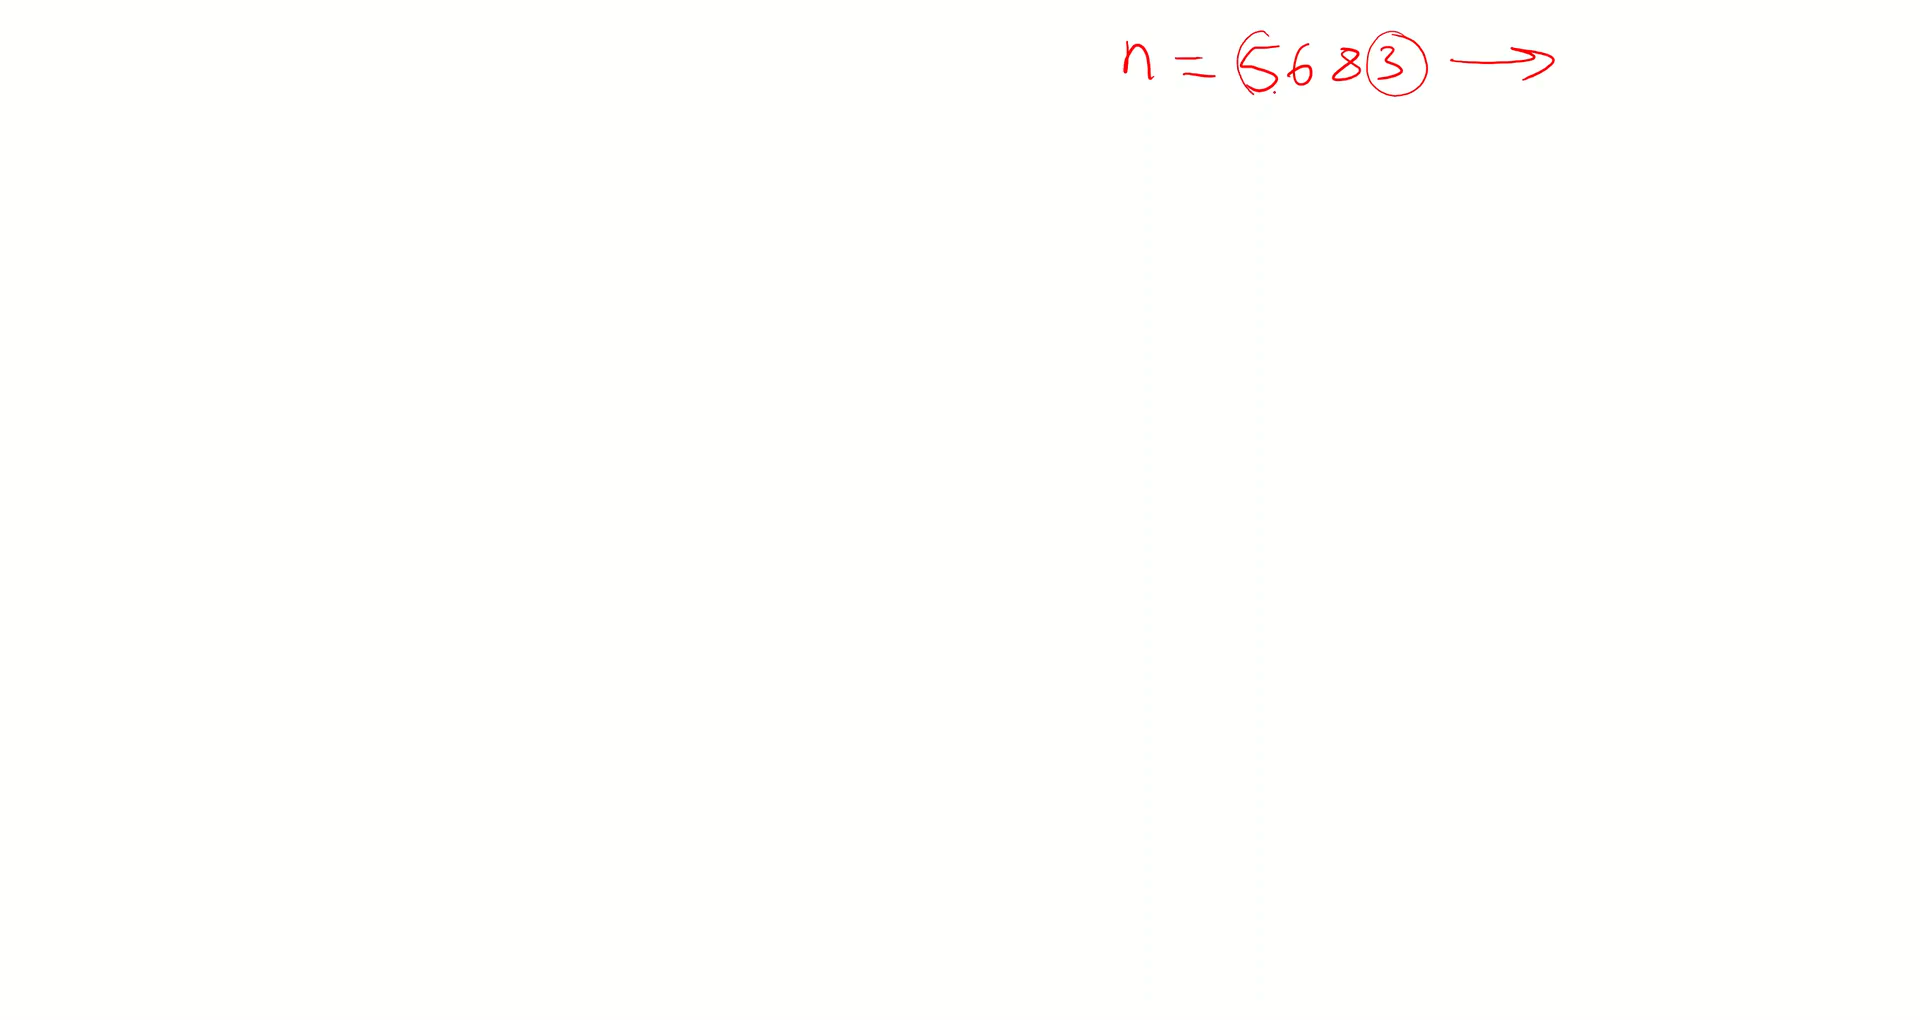 n = 5683 →